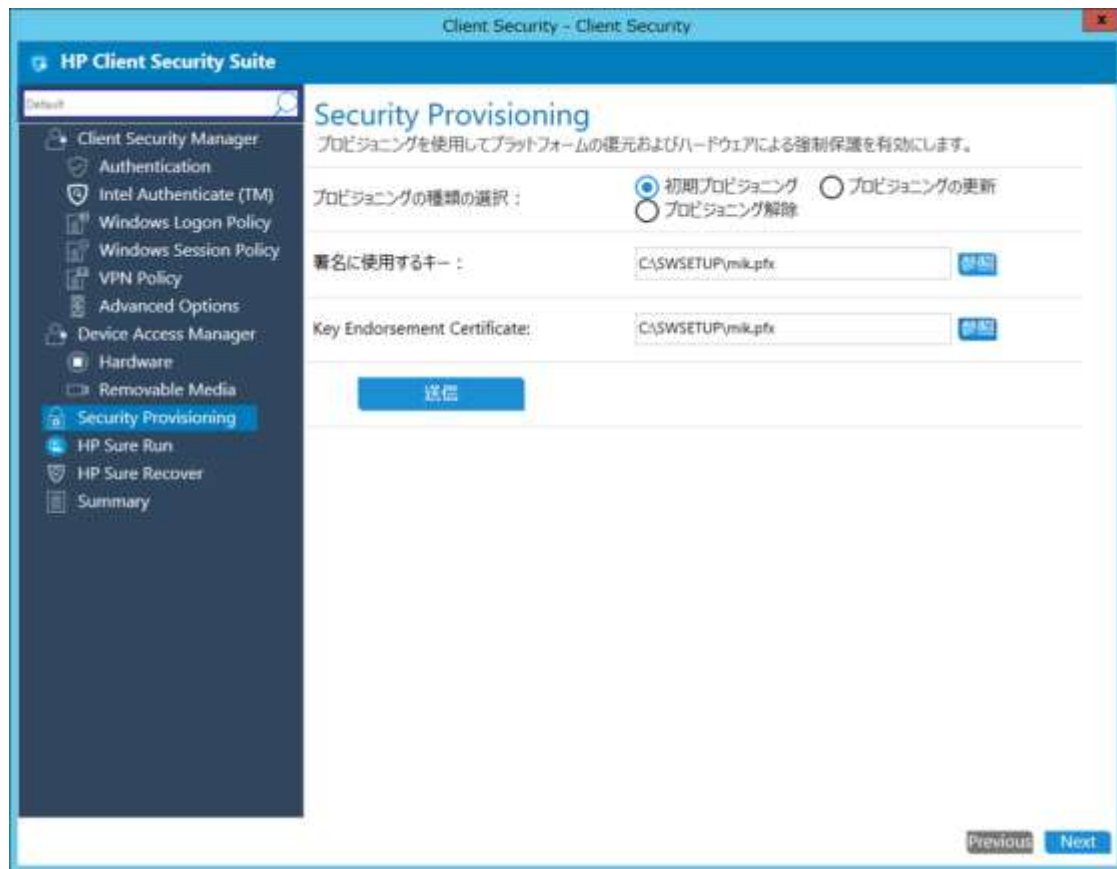 Client Security - Client Security
x
HP Client Security Suite
Default
Client Security Manager
Authentication
Intel Authenticate (TM)
Windows Logon Policy
Windows Session Policy
VPN Policy
Advanced Options
Device Access Manager
Hardware
Removable Media
Security Provisioning
HP Sure Run
HP Sure Recover
Summary
Security Provisioning
プロビジョニングを使用してプラットフォームの復元およびハードウェアによる強制保護を有効にします。
プロビジョニングの種類の選択：
初期プロビジョニング プロビジョニングの更新
プロビジョニング解除
署名に使用するキー：
C:\SWSETUP\mik.pfx
参照
Key Endorsement Certificate:
C:\SWSETUP\mik.pfx
参照
送信
Previous Next